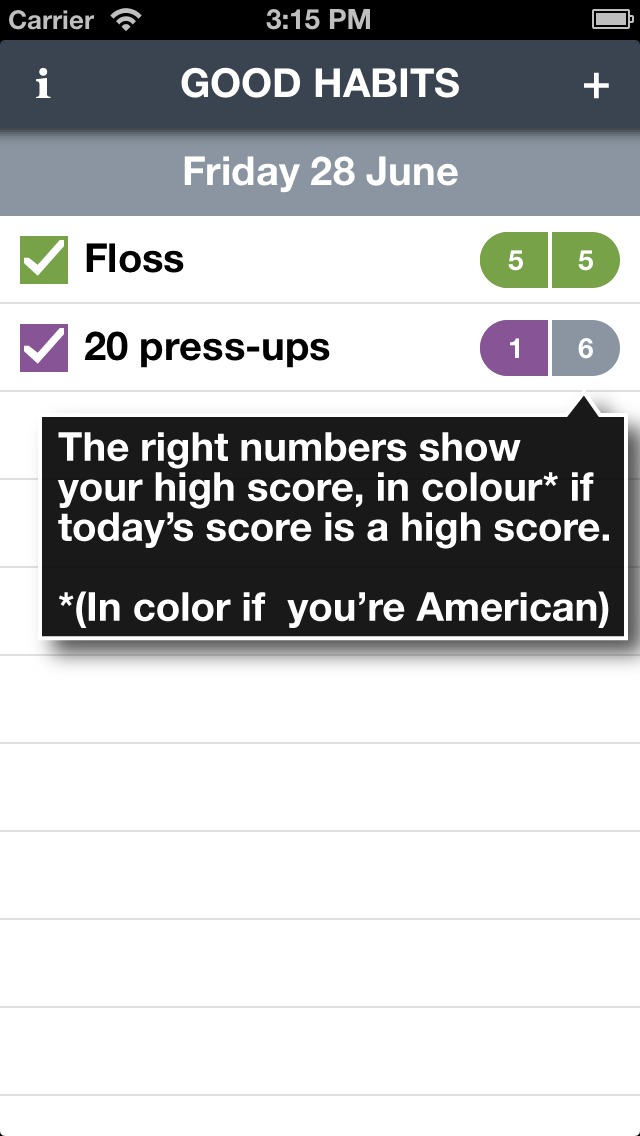 Carrier 3:15 PM
i GOOD HABITS +
Friday 28 June
Floss 5 5
20 press-ups 1 6
The right numbers show
your high score, in colour* if
today’s score is a high score.
*(In color if  you’re American)